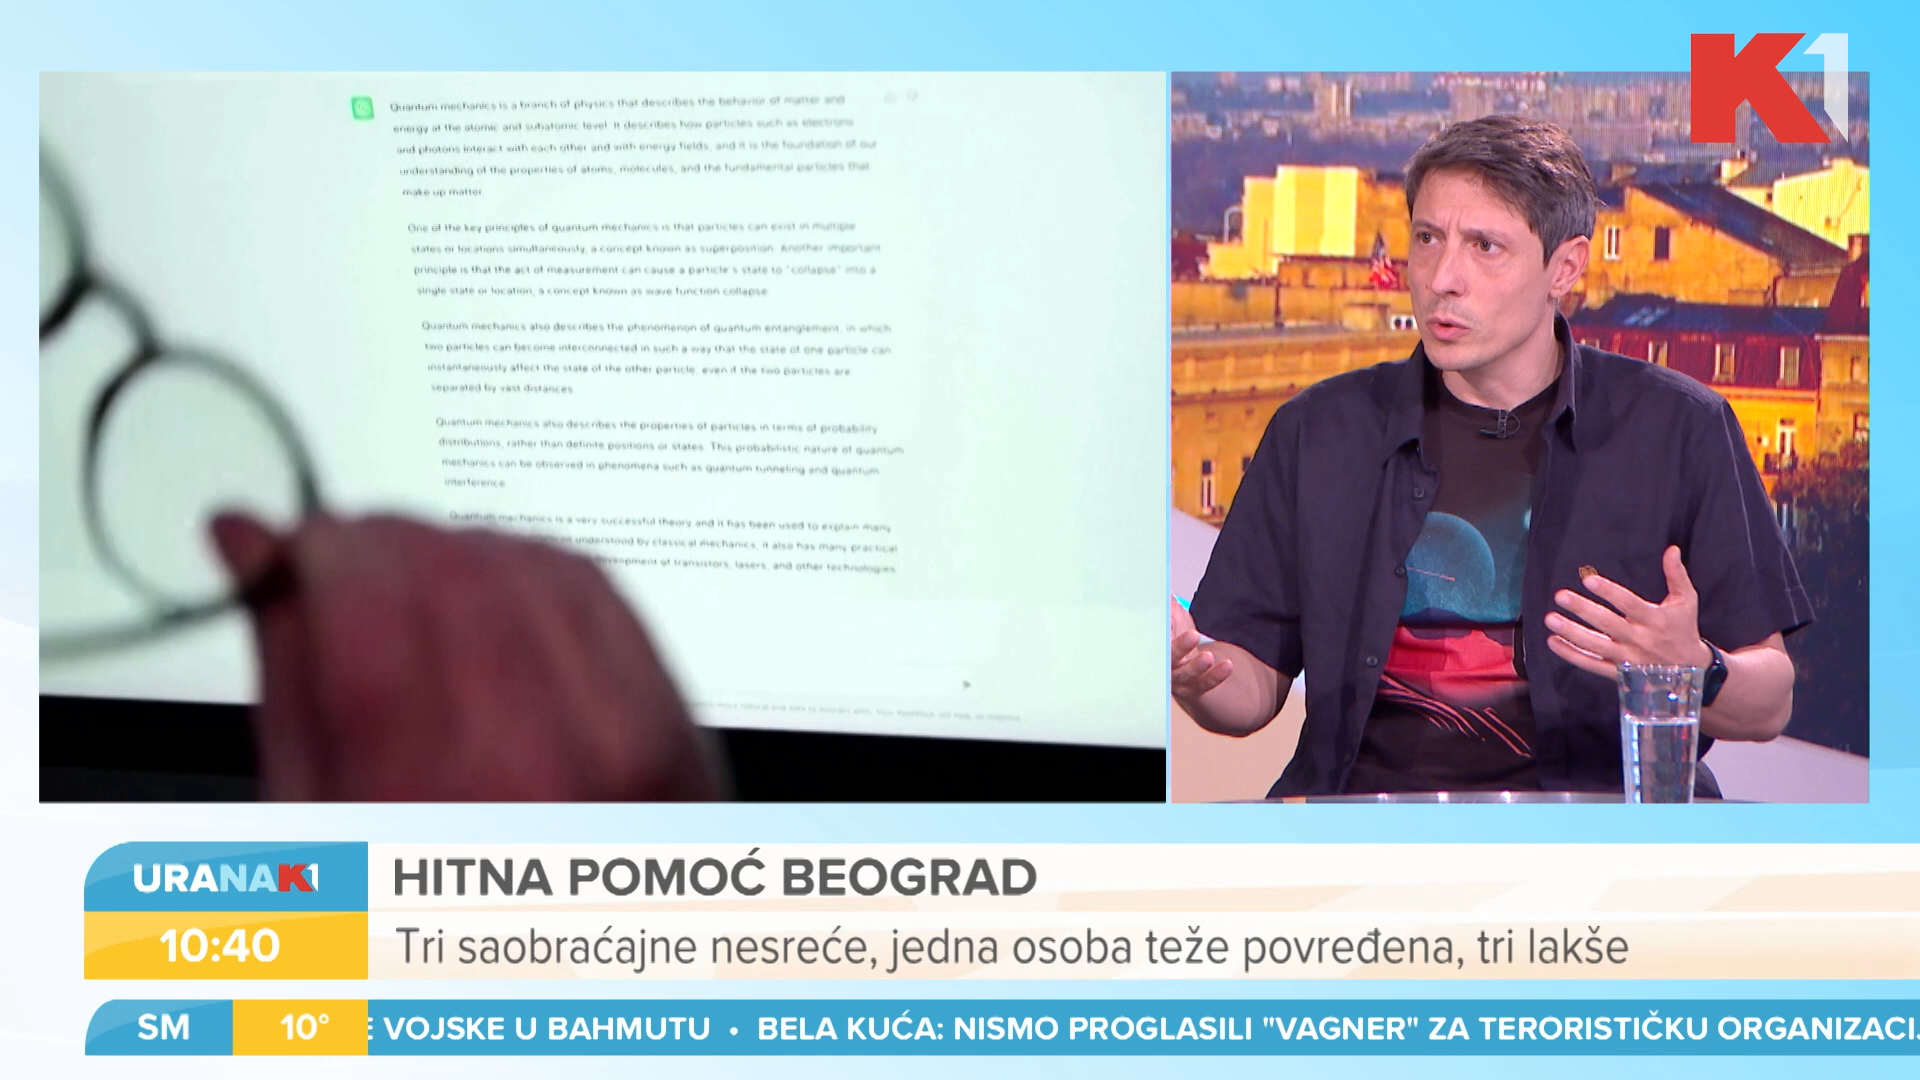 K1
Quantum mechanics is a branch of physics that describes the behavior of matter and
energy at the atomic and subatomic level. It describes how particles such as electrons
and photons interact with each other and with energy fields, and it is the foundation of our
understanding of the properties of atoms, molecules, and the fundamental particles that
make up matter.
One of the key principles of quantum mechanics is that particles can exist in multiple
states or locations simultaneously, a concept known as superposition. Another important
principle is that the act of measurement can cause a particle's state to "collapse" into a
single state or location, a concept known as wave function collapse.
Quantum mechanics also describes the phenomenon of quantum entanglement, in which
two particles can become interconnected in such a way that the state of one particle can
instantaneously affect the state of the other particle, even if the two particles are
separated by vast distances.
Quantum mechanics also describes the properties of particles in terms of probability
distributions, rather than definite positions or states. This probabilistic nature of quantum
mechanics can be observed in phenomena such as quantum tunneling and quantum
interference.
Quantum mechanics is a very successful theory and it has been used to explain many
understood by classical mechanics, it also has many practical
of transistors, lasers, and other technologies.
URANAK1
HITNA POMOĆ BEOGRAD
10:40
Tri saobraćajne nesreće, jedna osoba teže povređena, tri lakše
SM 10° E VOJSKE U BAHMUTU • BELA KUĆA: NISMO PROGLASILI "VAGNER" ZA TERORISTIČKU ORGANIZACIJ